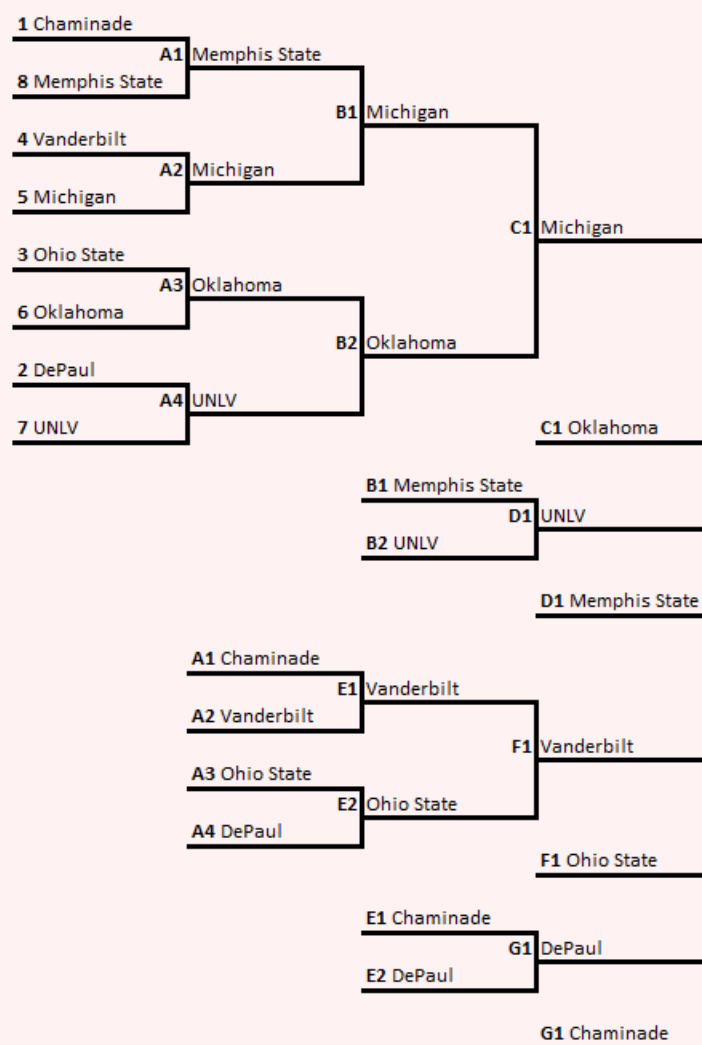 1 Chaminade
A1 Memphis State
8 Memphis State
B1 Michigan
4 Vanderbilt
A2 Michigan
5 Michigan
C1 Michigan
3 Ohio State
A3 Oklahoma
6 Oklahoma
B2 Oklahoma
2 DePaul
A4 UNLV
7 UNLV
C1 Oklahoma
B1 Memphis State
D1 UNLV
B2 UNLV
D1 Memphis State
A1 Chaminade
E1 Vanderbilt
A2 Vanderbilt
F1 Vanderbilt
A3 Ohio State
E2 Ohio State
A4 DePaul
F1 Ohio State
E1 Chaminade
G1 DePaul
E2 DePaul
G1 Chaminade